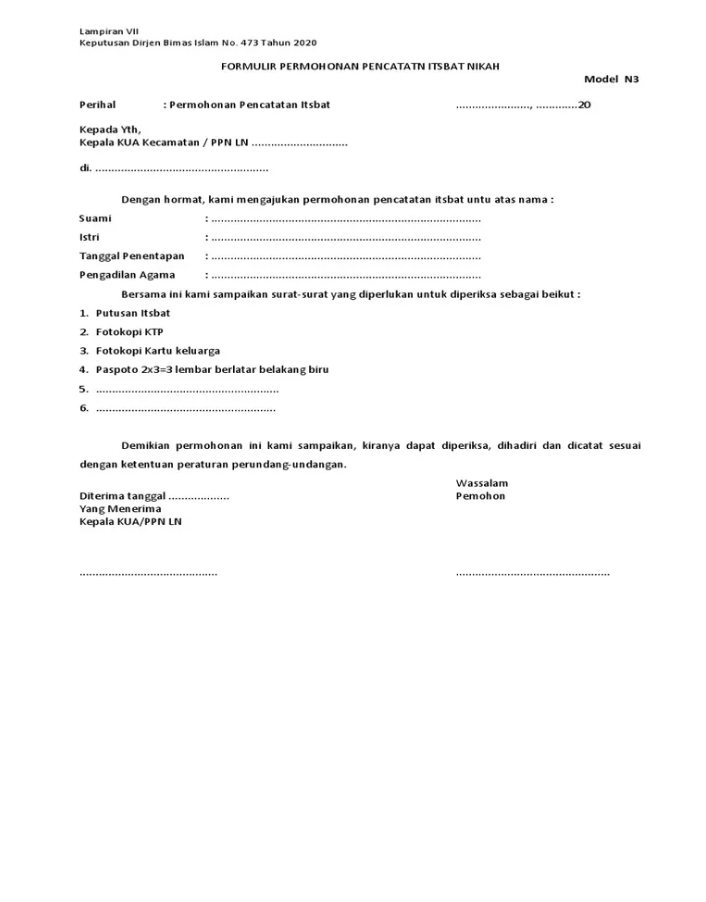 Lampiran VII
Keputusan Dirjen Bimas Islam No. 473 Tahun 2020
FORMULIR PERMOHONAN PENCATATN ITSBAT NIKAH
Model N3
Perihal : Permohonan Pencatatan Itsbat ......................., .............20
Kepada Yth,
Kepala KUA Kecamatan / PPN LN ..............................
di. ......................................................
Dengan hormat, kami mengajukan permohonan pencatatan itsbat untu atas nama :
Suami : ....................................................................................
Istri : ....................................................................................
Tanggal Penentapan : ....................................................................................
Pengadilan Agama : ....................................................................................
Bersama ini kami sampaikan surat-surat yang diperlukan untuk diperiksa sebagai beikut :
1. Putusan Itsbat
2. Fotokopi KTP
3. Fotokopi Kartu keluarga
4. Paspoto 2x3=3 lembar berlatar belakang biru
5. .........................................................
6. ........................................................
Demikian permohonan ini kami sampaikan, kiranya dapat diperiksa, dihadiri dan dicatat sesuai
dengan ketentuan peraturan perundang-undangan.
Wassalam
Diterima tanggal ................... Pemohon
Yang Menerima
Kepala KUA/PPN LN
........................................... ................................................